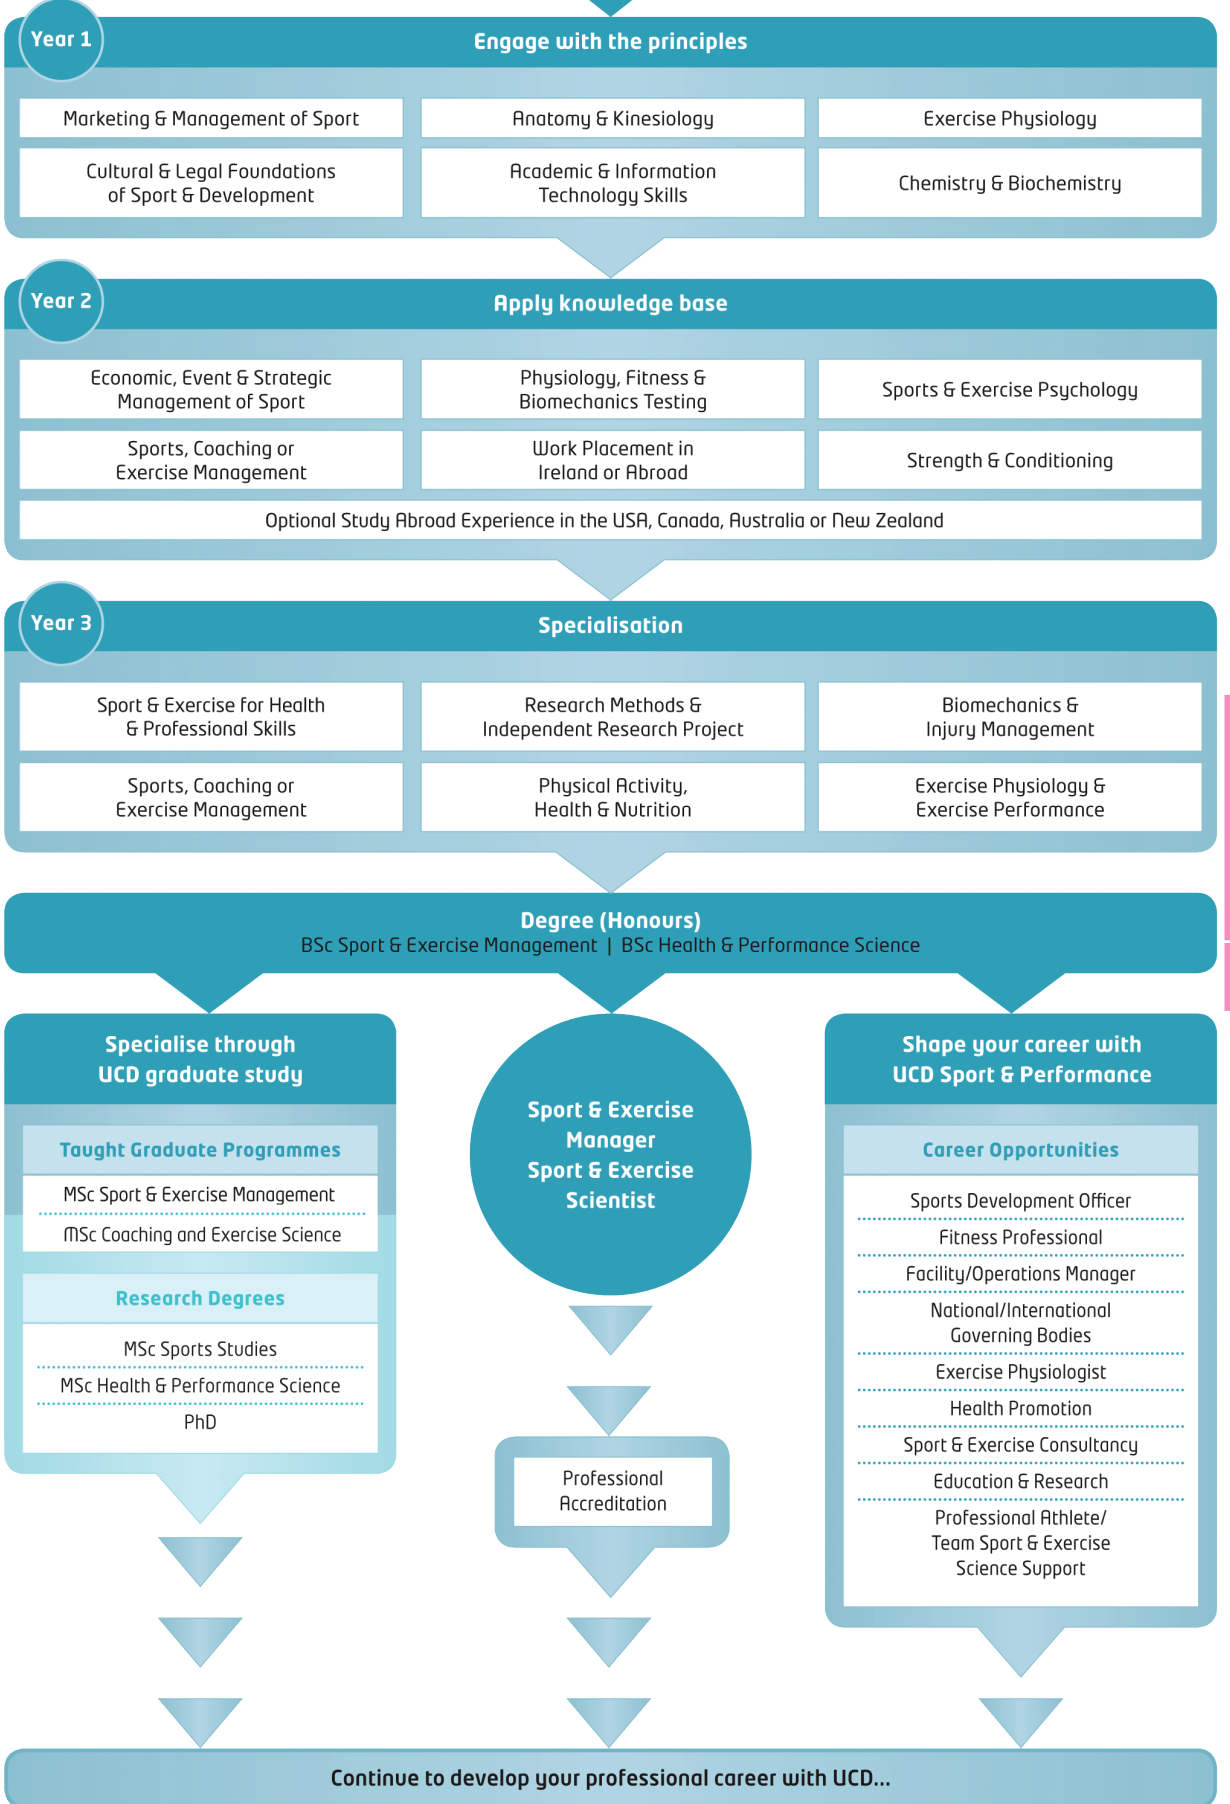 Year 1
Engage with the principles
Marketing & Management of Sport
Anatomy & Kinesiology
Exercise Physiology
Cultural & Legal Foundations
of Sport & Development
Academic & Information
Technology Skills
Chemistry & Biochemistry
Year 2
Apply knowledge base
Economic, Event & Strategic
Management of Sport
Physiology, Fitness &
Biomechanics Testing
Sports & Exercise Psychology
Sports, Coaching or
Exercise Management
Work Placement in
Ireland or Abroad
Strength & Conditioning
Optional Study Abroad Experience in the USA, Canada, Australia or New Zealand
Year 3
Specialisation
Sport & Exercise for Health
& Professional Skills
Research Methods &
Independent Research Project
Biomechanics &
Injury Management
Sports, Coaching or
Exercise Management
Physical Activity,
Health & Nutrition
Exercise Physiology &
Exercise Performance
Degree (Honours)
BSc Sport & Exercise Management | BSc Health & Performance Science
Specialise through
UCD graduate study
Taught Graduate Programmes
MSc Sport & Exercise Management
MSc Coaching and Exercise Science
Research Degrees
MSc Sports Studies
MSc Health & Performance Science
PhD
Sport & Exercise
Manager
Sport & Exercise
Scientist
Professional
Accreditation
Shape your career with
UCD Sport & Performance
Career Opportunities
Sports Development Officer
Fitness Professional
Facility/Operations Manager
National/International
Governing Bodies
Exercise Physiologist
Health Promotion
Sport & Exercise Consultancy
Education & Research
Professional Athlete/
Team Sport & Exercise
Science Support
Continue to develop your professional career with UCD...